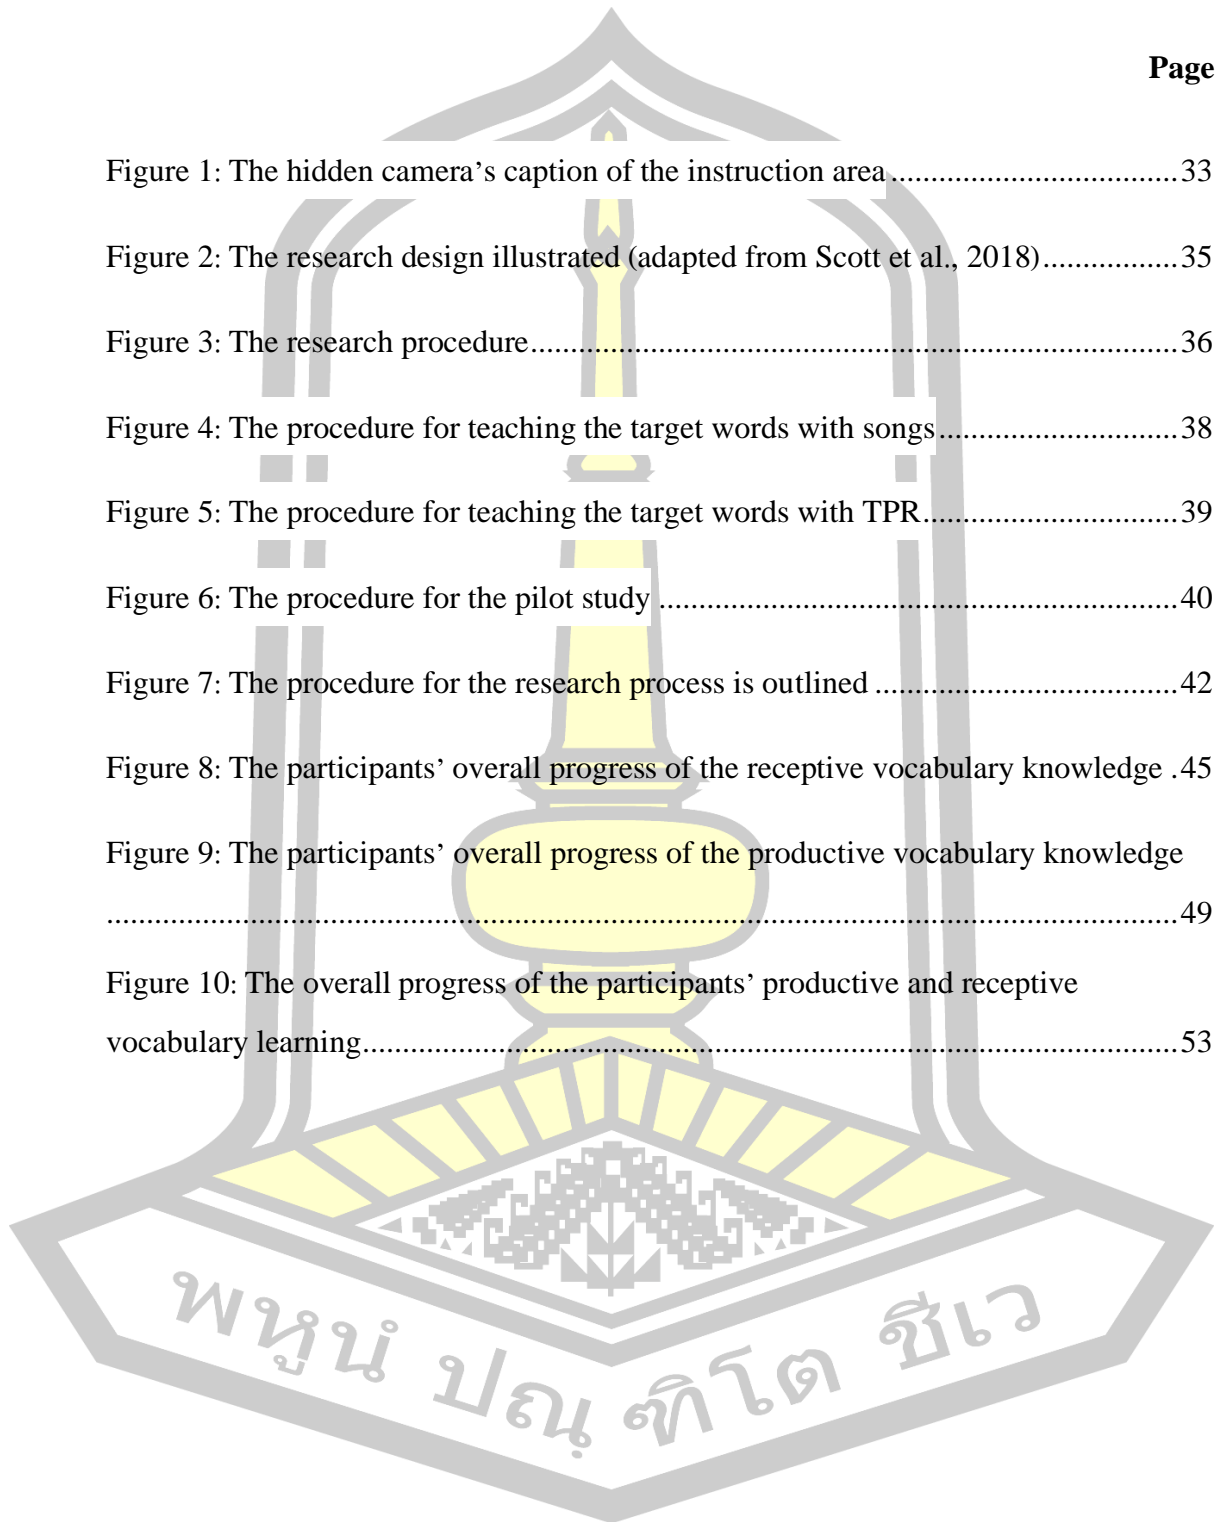 Page
Figure 1: The hidden camera’s caption of the instruction area....................................33
Figure 2: The research design illustrated (adapted from Scott et al., 2018).................35
Figure 3: The research procedure..................................................................................36
Figure 4: The procedure for teaching the target words with songs..............................38
Figure 5: The procedure for teaching the target words with TPR................................39
Figure 6: The procedure for the pilot study ..................................................................40
Figure 7: The procedure for the research process is outlined ......................................42
Figure 8: The participants’ overall progress of the receptive vocabulary knowledge .45
Figure 9: The participants’ overall progress of the productive vocabulary knowledge
.......................................................................................................................................49
Figure 10: The overall progress of the participants’ productive and receptive
vocabulary learning.......................................................................................................53
พหูนํ ปณฺฑิโต ชีเว